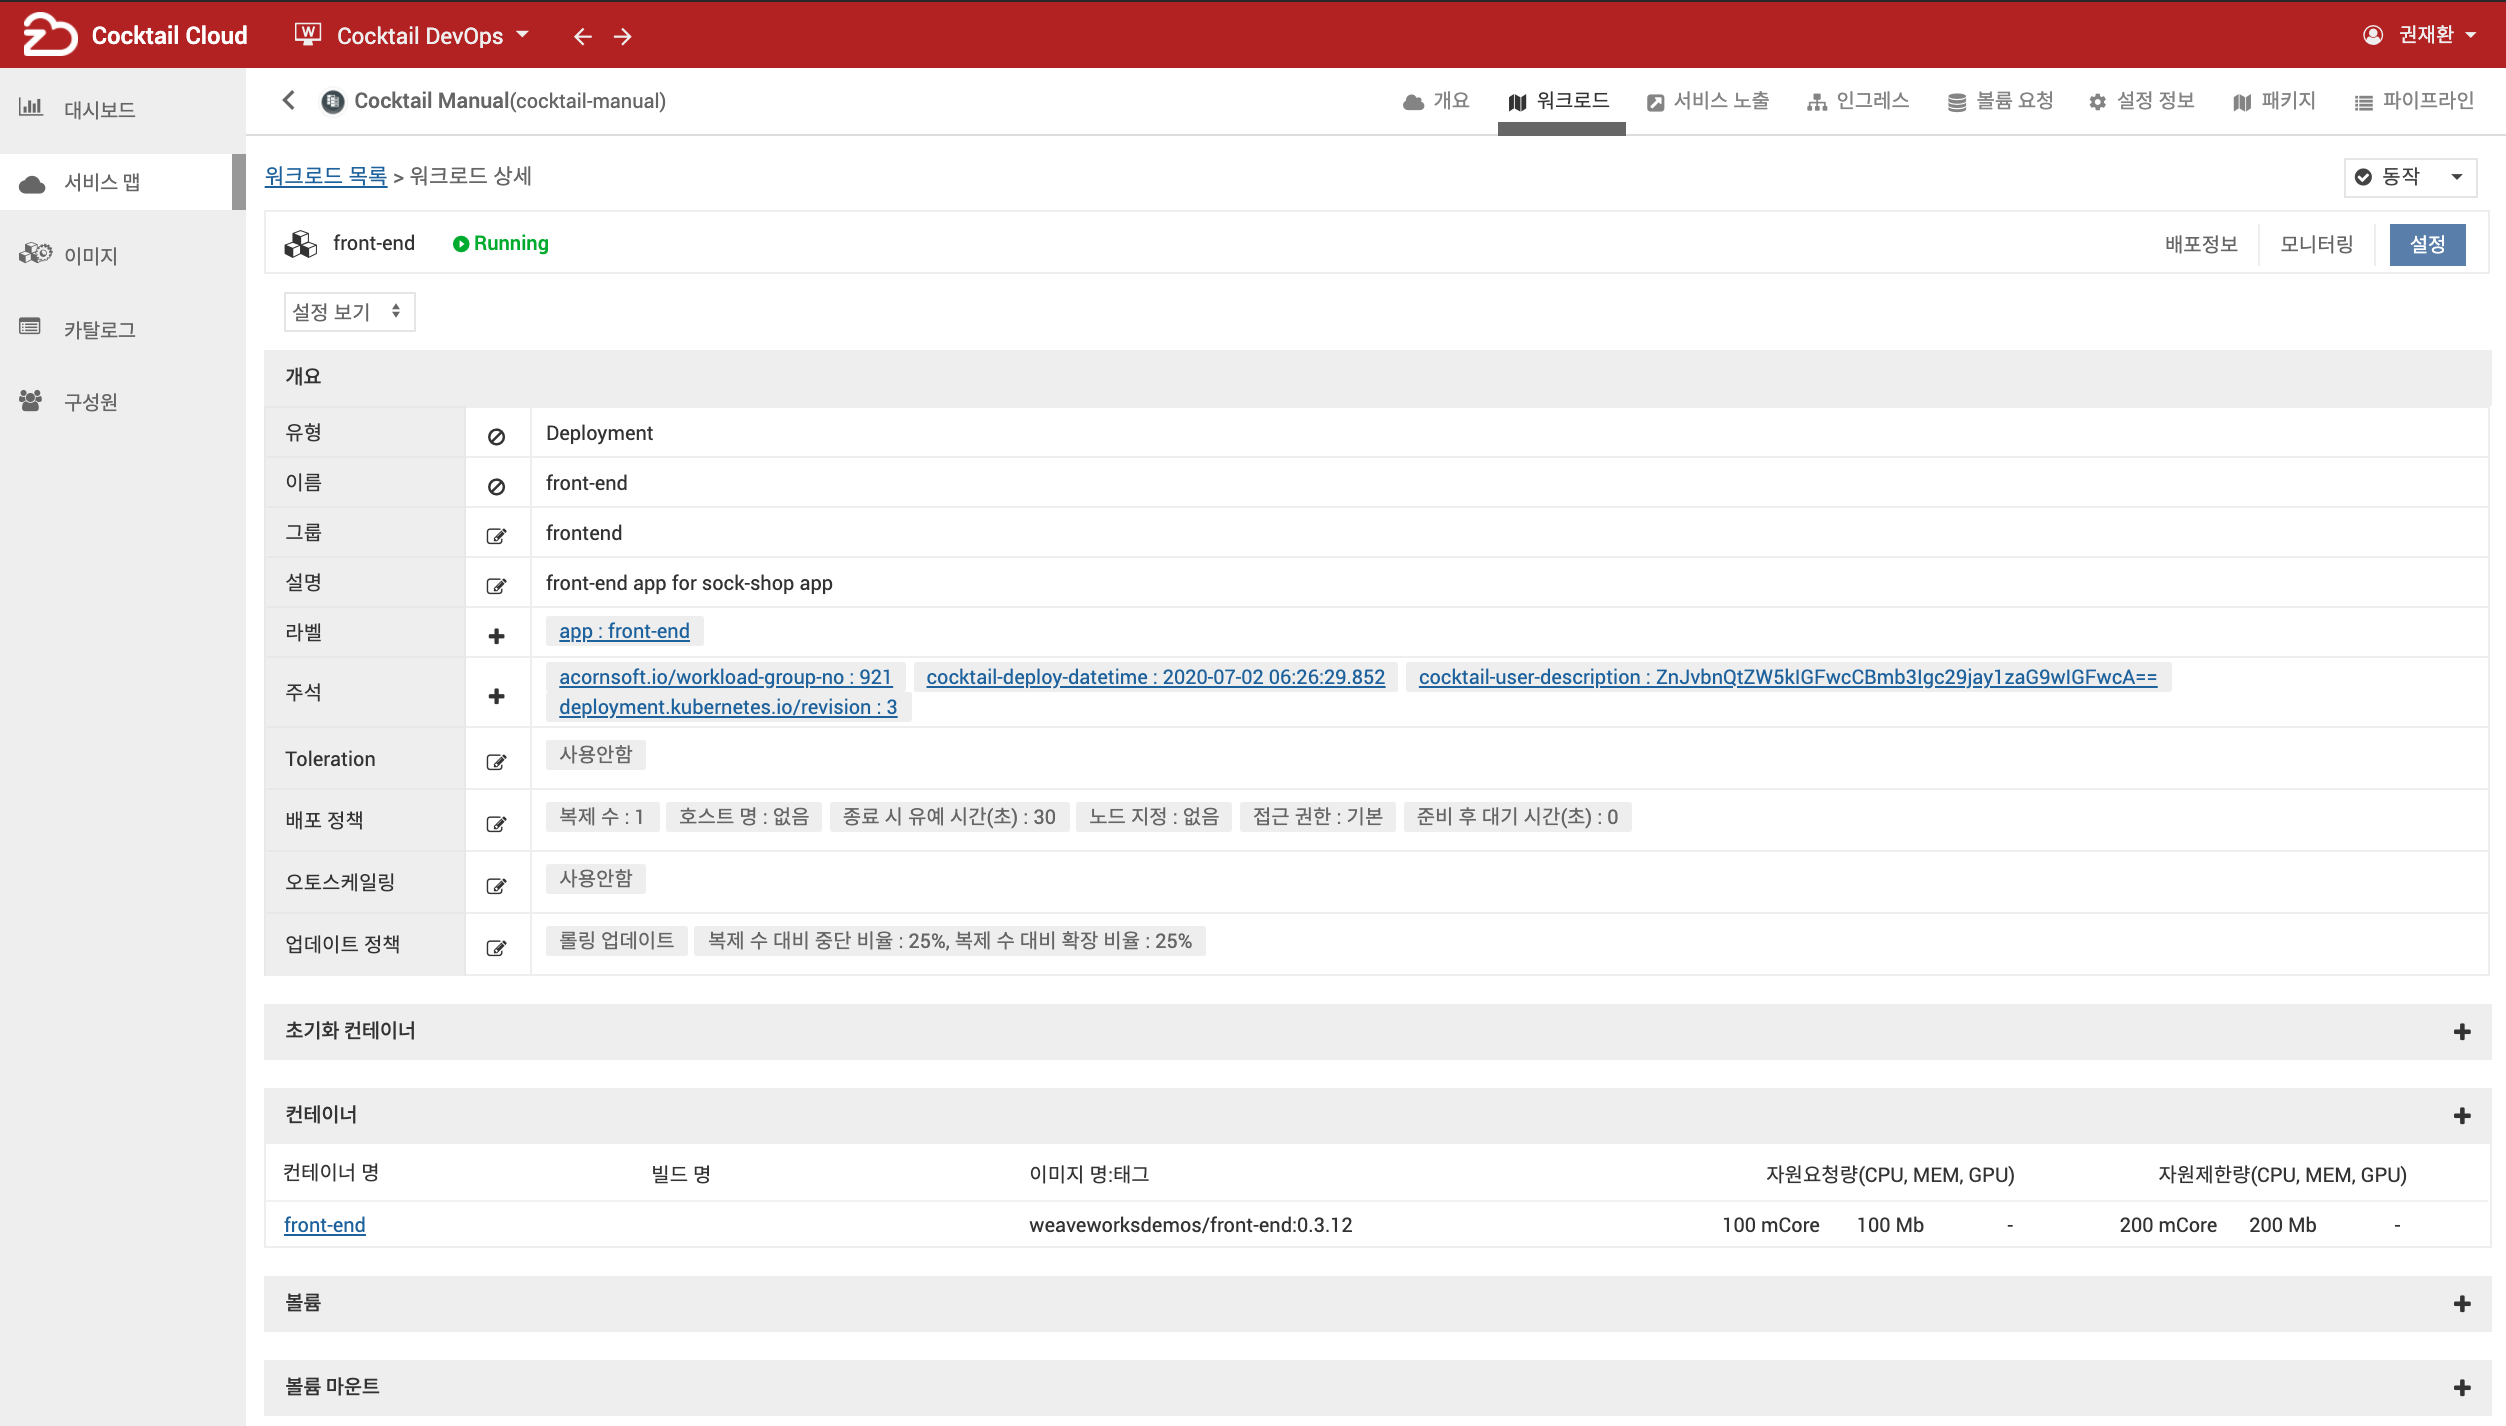 Cocktail Cloud W Cocktail DevOps 권재환
대시보드
서비스 맵
이미지
카탈로그
구성원
Cocktail Manual(cocktail-manual) 개요 워크로드 서비스 노출 인그레스 볼륨 요청 설정 정보 패키지 파이프라인
워크로드 목록 > 워크로드 상세 동작
front-end Running 배포정보 모니터링 설정
설정 보기
개요
유형 Deployment
이름 front-end
그룹 frontend
설명 front-end app for sock-shop app
라벨 app : front-end
주석 acornsoft.io/workload-group-no : 921 cocktail-deploy-datetime : 2020-07-02 06:26:29.852 cocktail-user-description : ZnJvbnQtZW5kIGFwcCBmb3Igc29jay1zaG9wIGFwcA==
deployment.kubernetes.io/revision : 3
Toleration 사용안함
배포 정책 복제 수 : 1 호스트 명 : 없음 종료 시 유예 시간(초) : 30 노드 지정 : 없음 접근 권한 : 기본 준비 후 대기 시간(초) : 0
오토스케일링 사용안함
업데이트 정책 롤링 업데이트 복제 수 대비 중단 비율 : 25%, 복제 수 대비 확장 비율 : 25%
초기화 컨테이너
컨테이너
컨테이너 명 빌드 명 이미지 명:태그 자원요청량(CPU, MEM, GPU) 자원제한량(CPU, MEM, GPU)
front-end weaveworksdemos/front-end:0.3.12 100 mCore 100 Mb - 200 mCore 200 Mb -
볼륨
볼륨 마운트